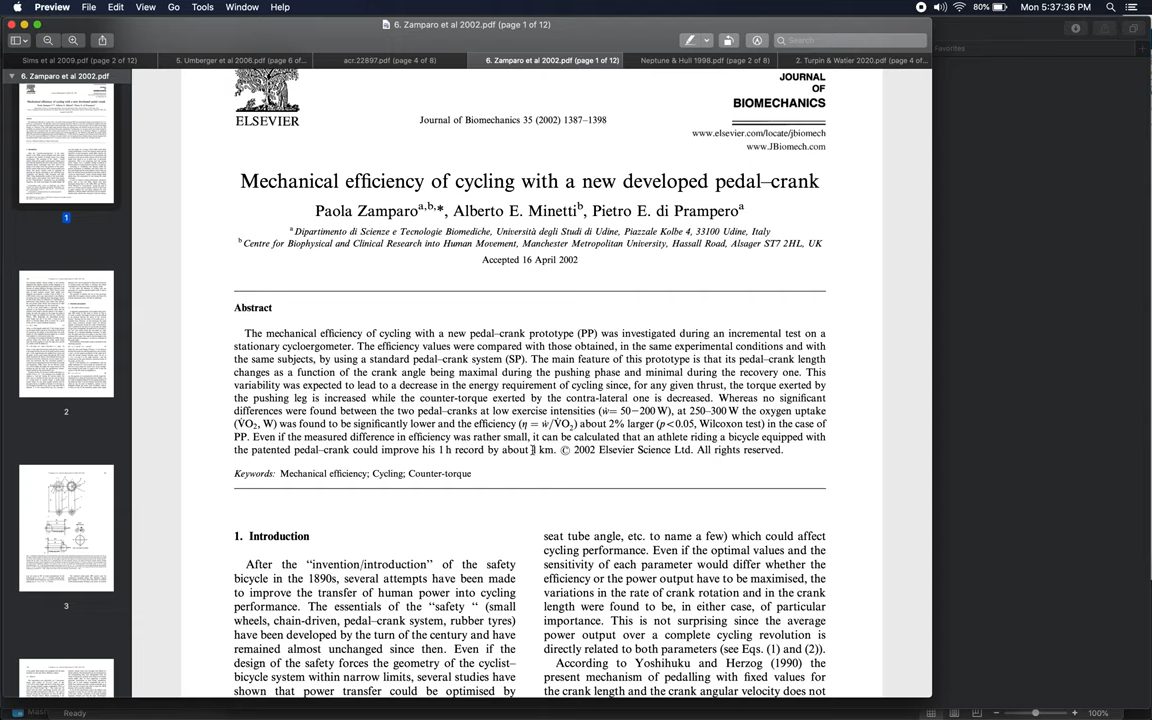 Preview File Edit View Go Tools Window Help 80% Mon 5:37:36 PM
6. Zamparo et al 2002.pdf (page 1 of 12)
Search
Favorites
Sims et al 2009.pdf (page 2 of 12) 5. Umberger et al 2006.pdf (page 6 of... acr.22897.pdf (page 4 of 8) 6. Zamparo et al 2002.pdf (page 1 of 12) Neptune & Hull 1998.pdf (page 2 of 8) 2. Turpin & Watier 2020.pdf (page 4 of...
6. Zamparo et al 2002.pdf
1
2
3
ELSEVIER
Journal of Biomechanics 35 (2002) 1387–1398
JOURNAL
OF
BIOMECHANICS
www.elsevier.com/locate/jbiomech
www.JBiomech.com
Mechanical efficiency of cycling with a new developed pedal–crank
Paola Zamparoa,b,*, Alberto E. Minettib, Pietro E. di Pramperoa
a Dipartimento di Scienze e Tecnologie Biomediche, Università degli Studi di Udine, Piazzale Kolbe 4, 33100 Udine, Italy
b Centre for Biophysical and Clinical Research into Human Movement, Manchester Metropolitan University, Hassall Road, Alsager ST7 2HL, UK
Accepted 16 April 2002
Abstract
The mechanical efficiency of cycling with a new pedal–crank prototype (PP) was investigated during an incremental test on a
stationary cycloergometer. The efficiency values were compared with those obtained, in the same experimental conditions and with
the same subjects, by using a standard pedal–crank system (SP). The main feature of this prototype is that its pedal–crank length
changes as a function of the crank angle being maximal during the pushing phase and minimal during the recovery one. This
variability was expected to lead to a decrease in the energy requirement of cycling since, for any given thrust, the torque exerted by
the pushing leg is increased while the counter-torque exerted by the contra-lateral one is decreased. Whereas no significant
differences were found between the two pedal–cranks at low exercise intensities (ẇ= 50−200 W), at 250–300 W the oxygen uptake
(V̇O2, W) was found to be significantly lower and the efficiency (η = ẇ/V̇O2) about 2% larger (p<0.05, Wilcoxon test) in the case of
PP. Even if the measured difference in efficiency was rather small, it can be calculated that an athlete riding a bicycle equipped with
the patented pedal–crank could improve his 1 h record by about km. © 2002 Elsevier Science Ltd. All rights reserved.
Keywords: Mechanical efficiency; Cycling; Counter-torque
1. Introduction
After the ‘‘invention/introduction’’ of the safety
bicycle in the 1890s, several attempts have been made
to improve the transfer of human power into cycling
performance. The essentials of the ‘‘safety ‘‘ (small
wheels, chain-driven, pedal–crank system, rubber tyres)
have been developed by the turn of the century and have
remained almost unchanged since then. Even if the
design of the safety forces the geometry of the cyclist–
bicycle system within narrow limits, several studies have
shown that power transfer could be optimised by
seat tube angle, etc. to name a few) which could affect
cycling performance. Even if the optimal values and the
sensitivity of each parameter would differ whether the
efficiency or the power output have to be maximised, the
variations in the rate of crank rotation and in the crank
length were found to be, in either case, of particular
importance. This is not surprising since the average
power output over a complete cycling revolution is
directly related to both parameters (see Eqs. (1) and (2)).
According to Yoshihuku and Herzog (1990) the
present mechanism of pedalling with fixed values for
the crank length and the crank angular velocity does not
Ready
100%